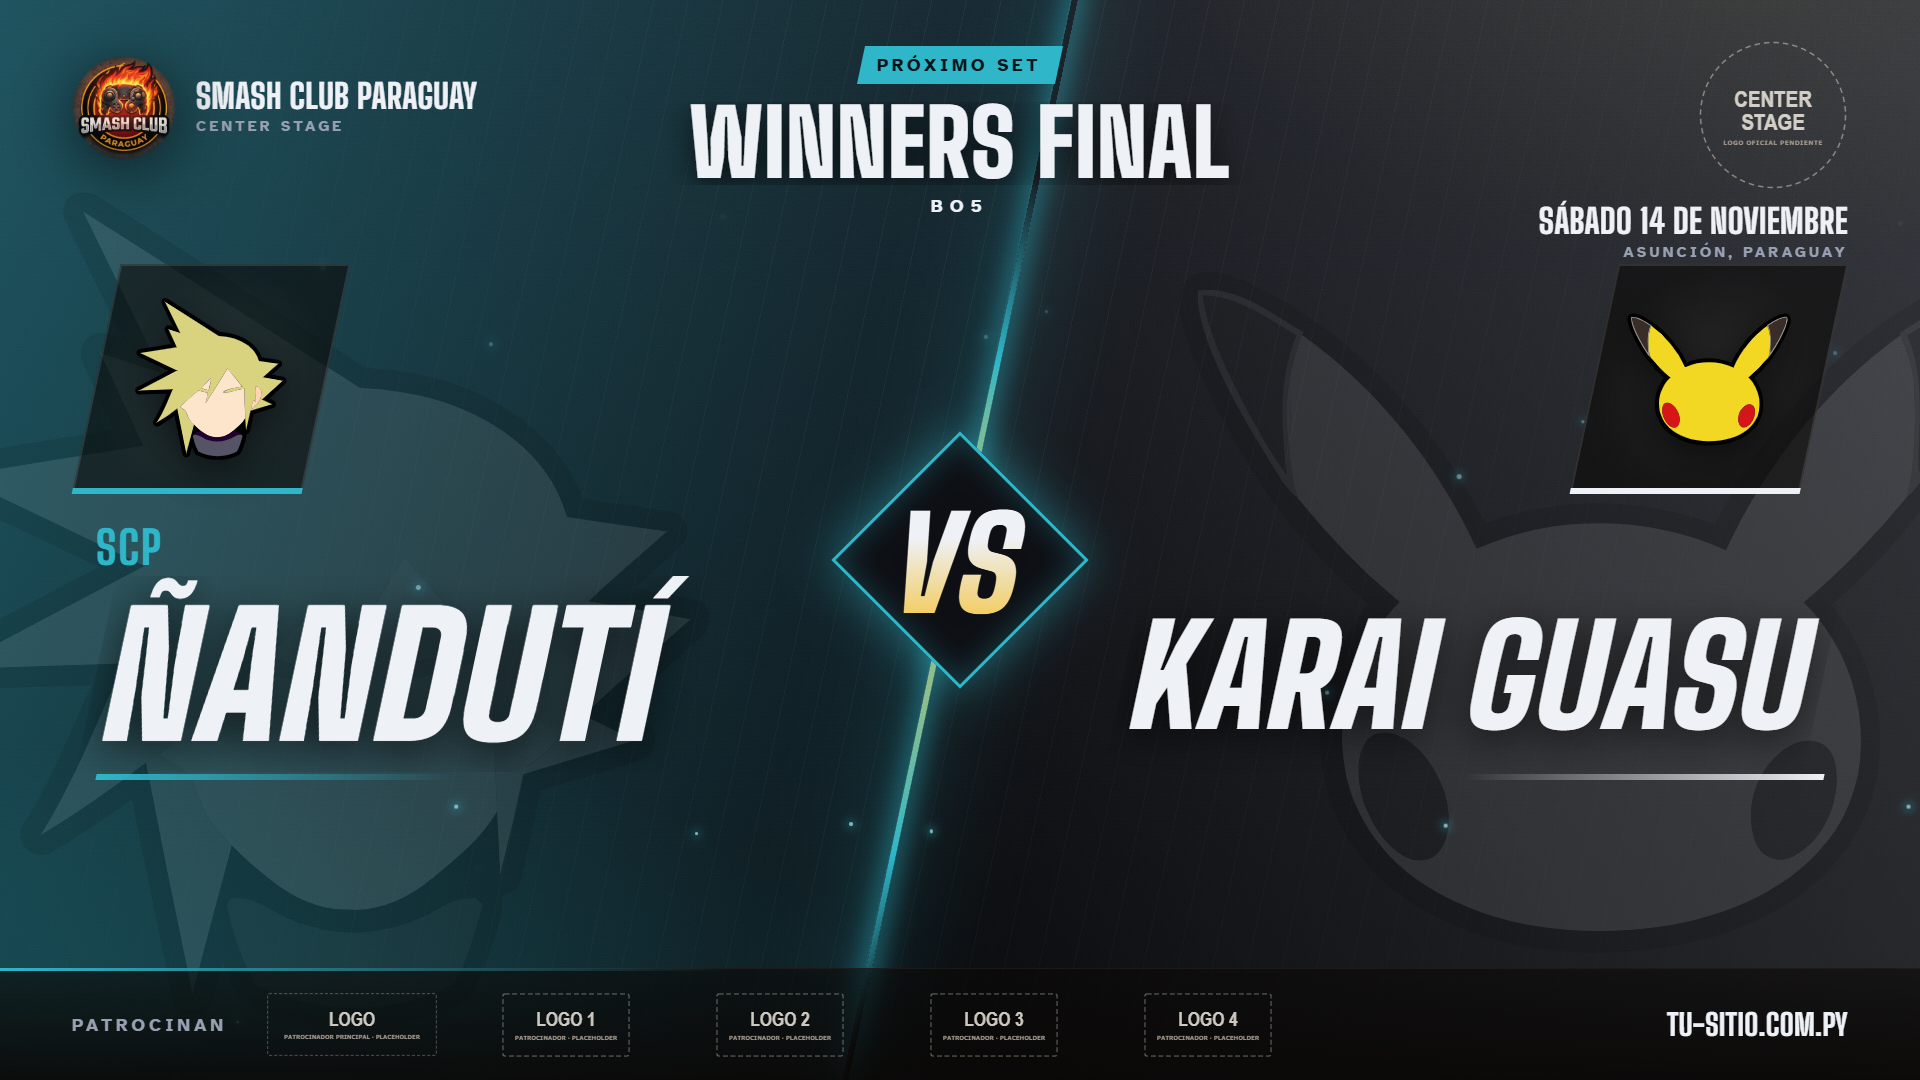 SMASH CLUB
PARAGUAY
SMASH CLUB PARAGUAY
CENTER STAGE
PRÓXIMO SET
WINNERS FINAL
BO5
CENTER
STAGE
LOGO OFICIAL PENDIENTE
SÁBADO 14 DE NOVIEMBRE
ASUNCIÓN, PARAGUAY
SCP
ÑANDUTÍ
VS
KARAI GUASU
PATROCINAN
LOGO
PATROCINADOR PRINCIPAL · PLACEHOLDER
LOGO 1
PATROCINADOR · PLACEHOLDER
LOGO 2
PATROCINADOR · PLACEHOLDER
LOGO 3
PATROCINADOR · PLACEHOLDER
LOGO 4
PATROCINADOR · PLACEHOLDER
TU-SITIO.COM.PY